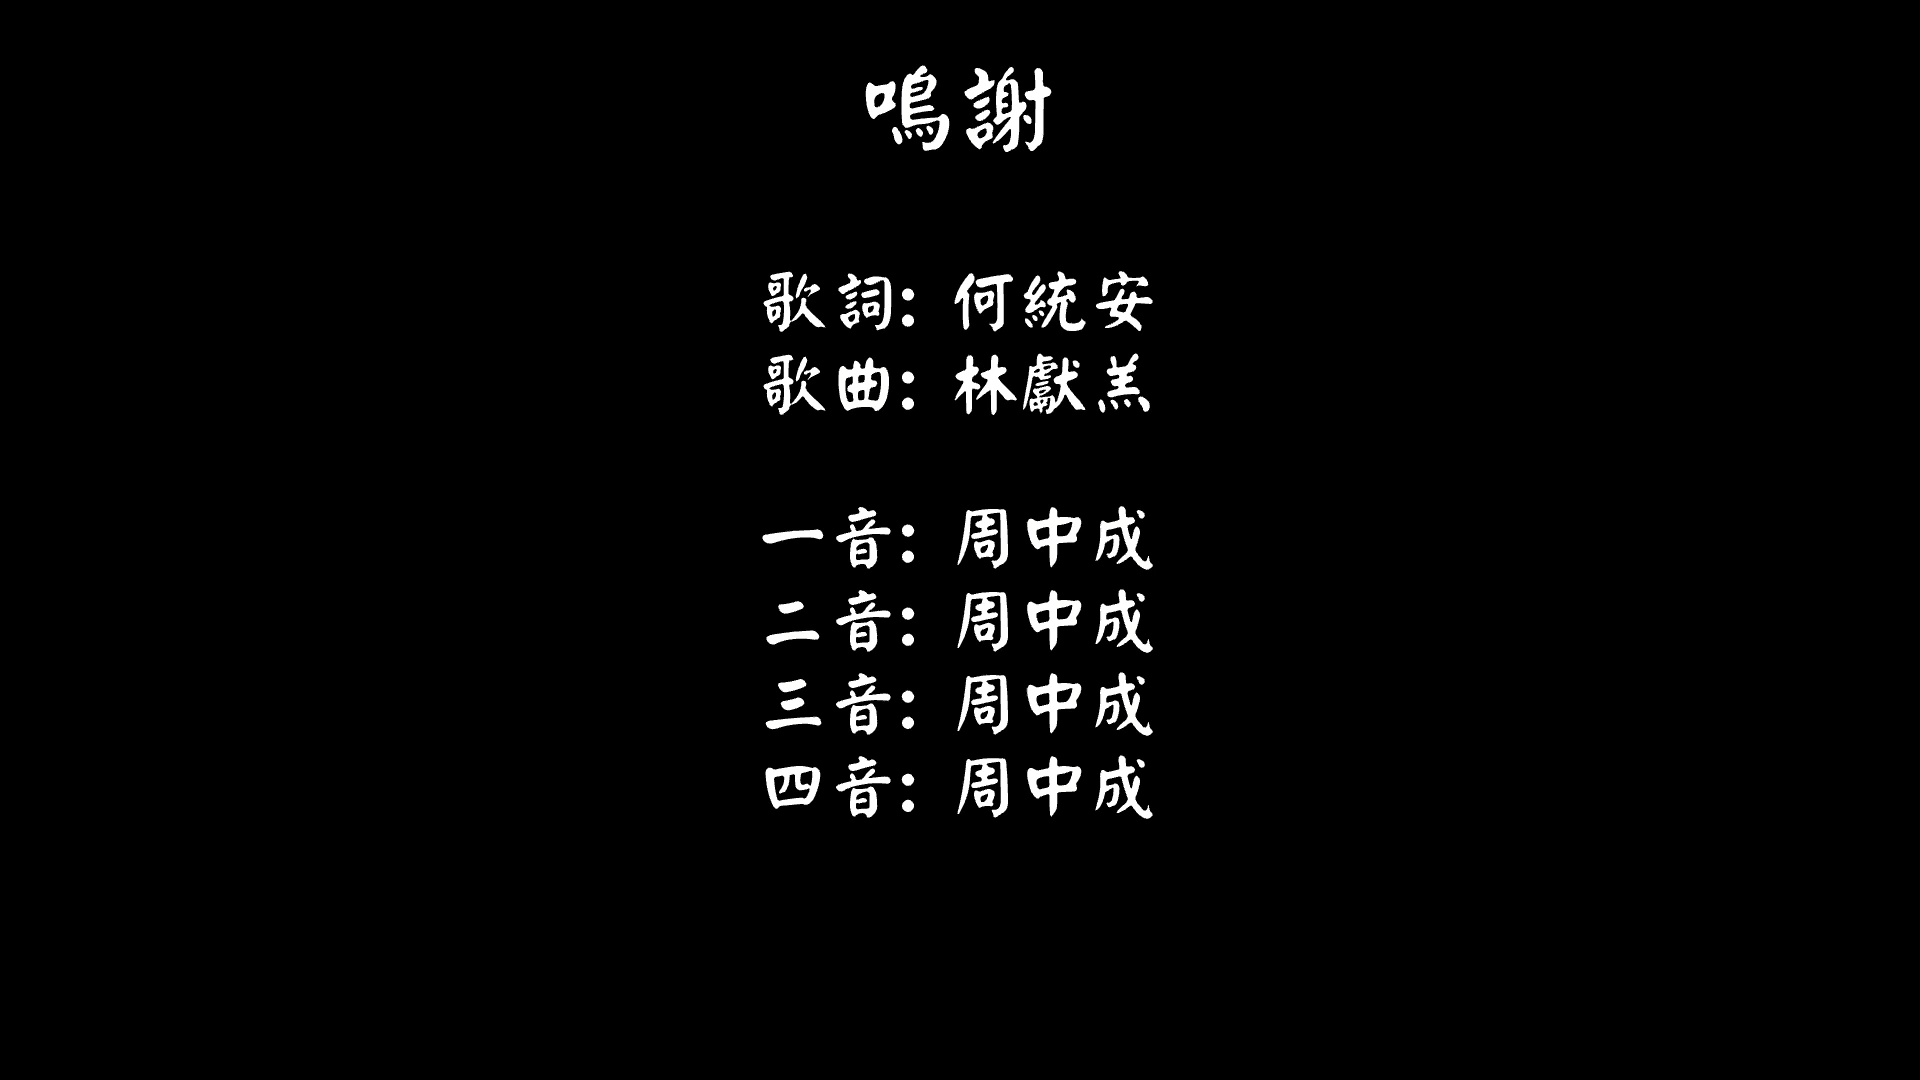 鳴謝
歌詞: 何統安
歌曲: 林獻羔
一音: 周中成
二音: 周中成
三音: 周中成
四音: 周中成